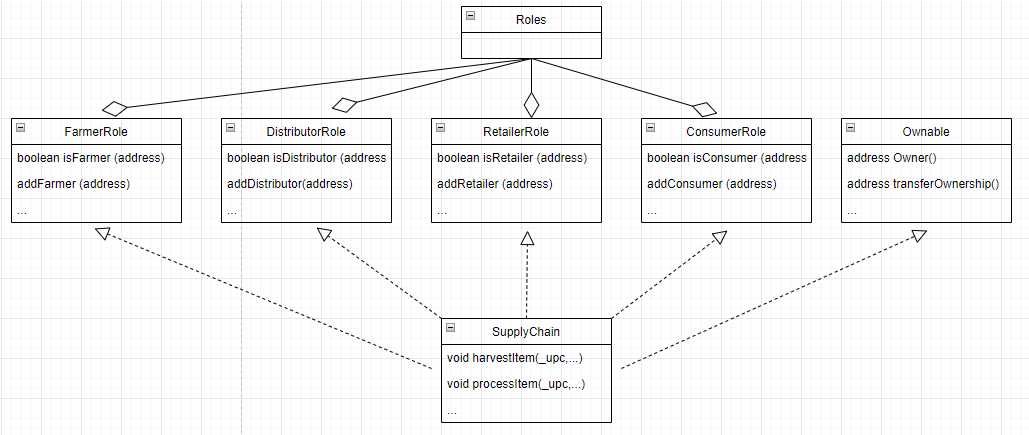 Roles
FarmerRole
boolean isFarmer (address)
addFarmer (address)
...
DistributorRole
boolean isDistributor (address
addDistributor(address)
...
RetailerRole
boolean isRetailer (address)
addRetailer (address)
...
ConsumerRole
boolean isConsumer (address
addConsumer (address)
...
Ownable
address Owner()
address transferOwnership()
...
SupplyChain
void harvestItem(_upc,...)
void processItem(_upc,...)
...